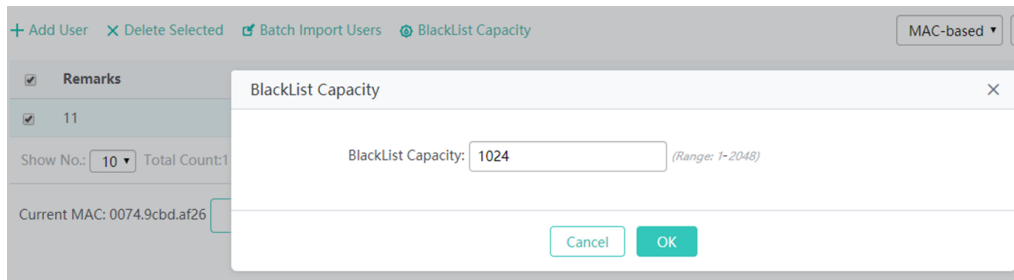 Add User Delete Selected Batch Import Users BlackList Capacity MAC-based
Remarks
BlackList Capacity
11
BlackList Capacity: 1024 (Range: 1-2048)
Show No.: 10 Total Count:1
Current MAC: 0074.9cbd.af26
Cancel OK